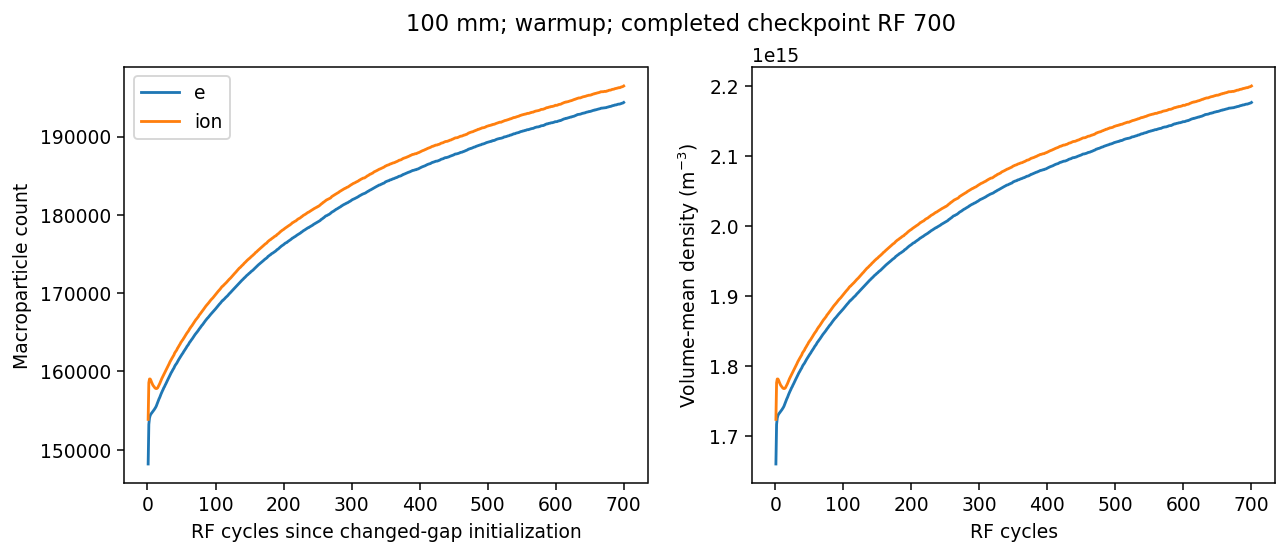 100 mm; warmup; completed checkpoint RF 700
e
ion
Macroparticle count
190000
180000
170000
160000
150000
0 100 200 300 400 500 600 700
RF cycles since changed-gap initialization
1e15
Volume-mean density (m⁻³)
2.2
2.1
2.0
1.9
1.8
1.7
0 100 200 300 400 500 600 700
RF cycles